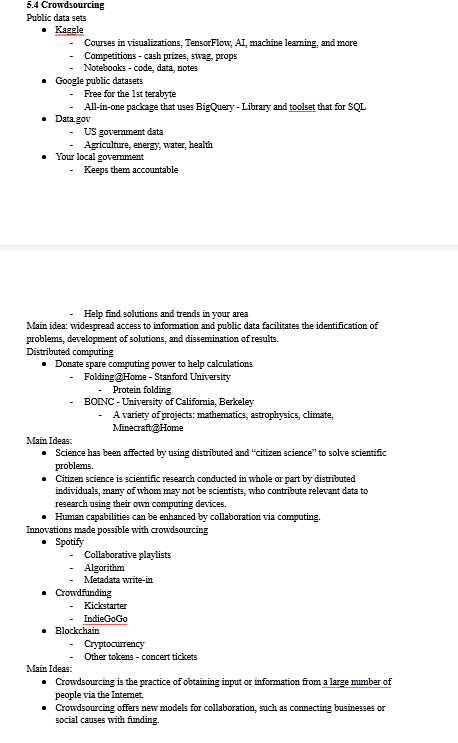 5.4 Crowdsourcing
Public data sets
● Kaggle
- Courses in visualizations, TensorFlow, AI, machine learning, and more
- Competitions - cash prizes, swag, props
- Notebooks - code, data, notes
● Google public datasets
- Free for the 1st terabyte
- All-in-one package that uses BigQuery - Library and toolset that for SQL
● Data.gov
- US government data
- Agriculture, energy, water, health
● Your local government
- Keeps them accountable
- Help find solutions and trends in your area
Main idea: widespread access to information and public data facilitates the identification of
problems, development of solutions, and dissemination of results.
Distributed computing
● Donate spare computing power to help calculations
- Folding@Home - Stanford University
- Protein folding
- BOINC - University of California, Berkeley
- A variety of projects: mathematics, astrophysics, climate,
Minecraft@Home
Main Ideas:
● Science has been affected by using distributed and “citizen science” to solve scientific
problems.
● Citizen science is scientific research conducted in whole or part by distributed
individuals, many of whom may not be scientists, who contribute relevant data to
research using their own computing devices.
● Human capabilities can be enhanced by collaboration via computing.
Innovations made possible with crowdsourcing
● Spotify
- Collaborative playlists
- Algorithm
- Metadata write-in
● Crowdfunding
- Kickstarter
- IndieGoGo
● Blockchain
- Cryptocurrency
- Other tokens - concert tickets
Main Ideas:
● Crowdsourcing is the practice of obtaining input or information from a large number of
people via the Internet.
● Crowdsourcing offers new models for collaboration, such as connecting businesses or
social causes with funding.